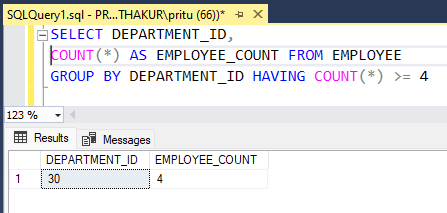 SQLQuery1.sql - PR...THAKUR\pritu (66))*
SELECT DEPARTMENT_ID,
COUNT(*) AS EMPLOYEE_COUNT FROM EMPLOYEE
GROUP BY DEPARTMENT_ID HAVING COUNT(*) >= 4
123 %
Results Messages
DEPARTMENT_ID EMPLOYEE_COUNT
1 30 4